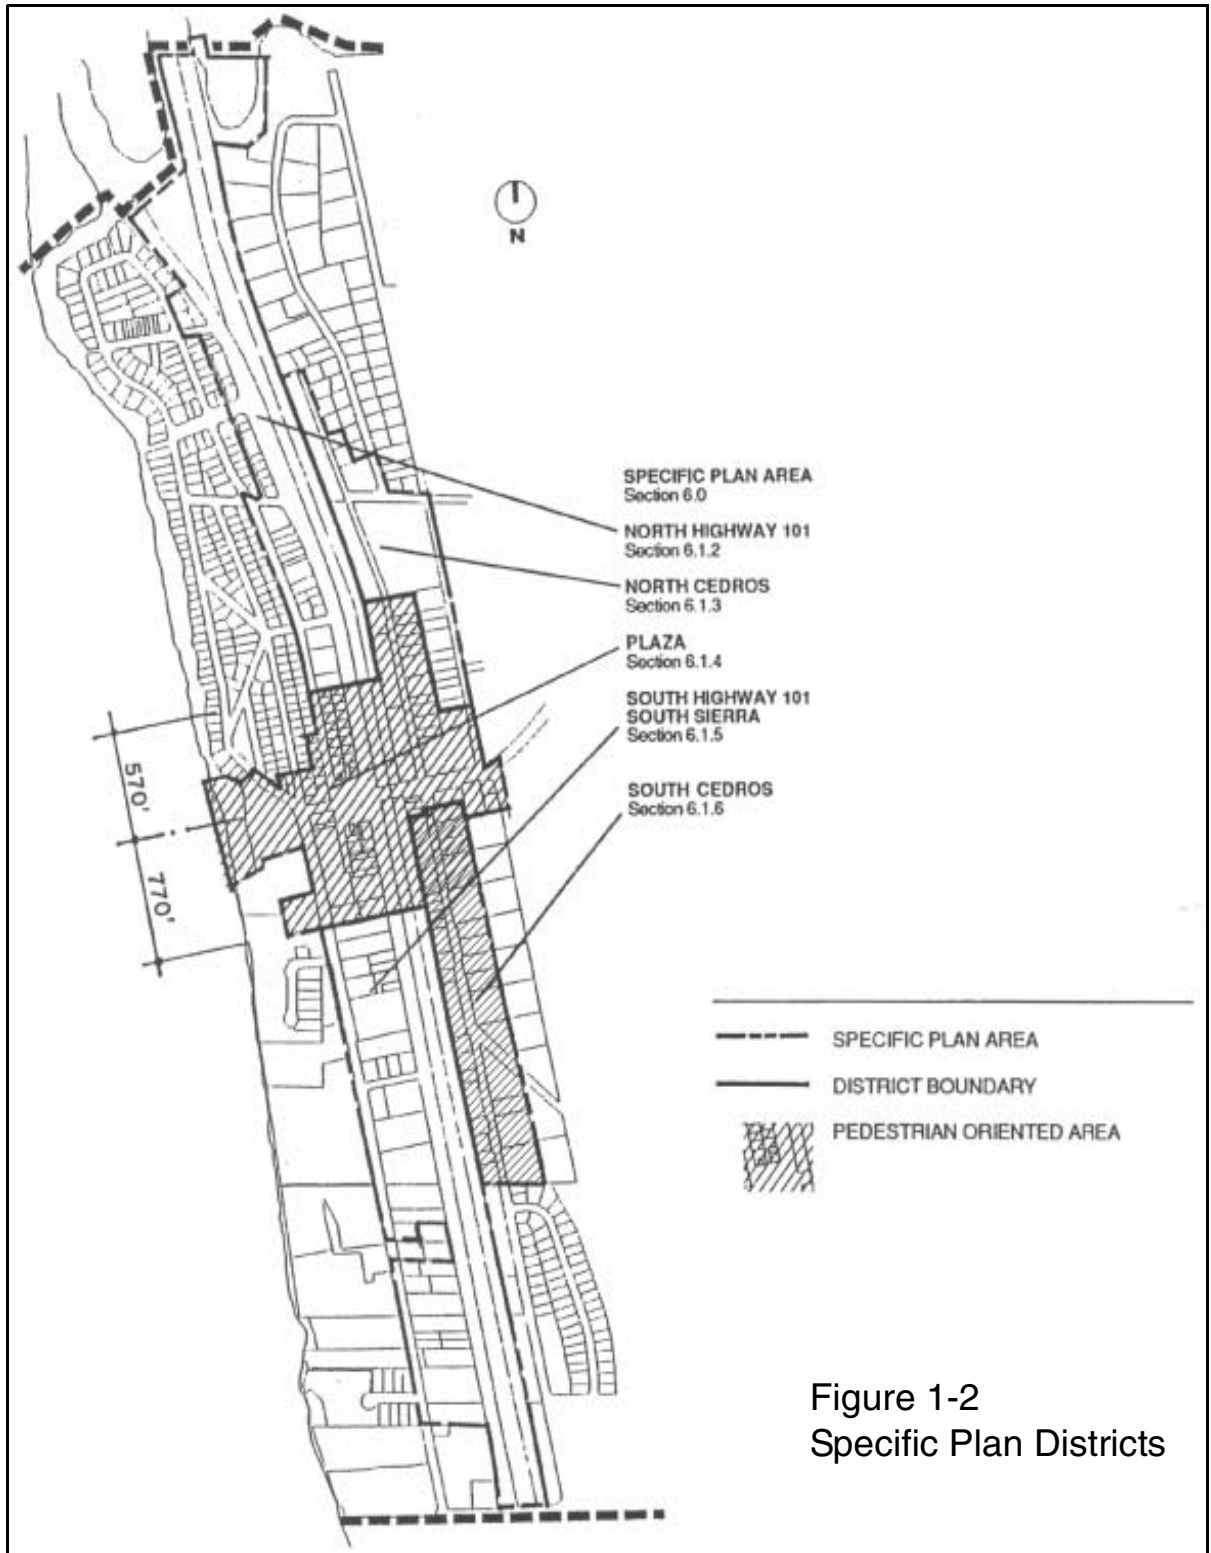 N
SPECIFIC PLAN AREA
Section 6.0
NORTH HIGHWAY 101
Section 6.1.2
NORTH CEDROS
Section 6.1.3
PLAZA
Section 6.1.4
SOUTH HIGHWAY 101
SOUTH SIERRA
Section 6.1.5
SOUTH CEDROS
Section 6.1.6
570'
770'
SPECIFIC PLAN AREA
DISTRICT BOUNDARY
PEDESTRIAN ORIENTED AREA
Figure 1-2
Specific Plan Districts